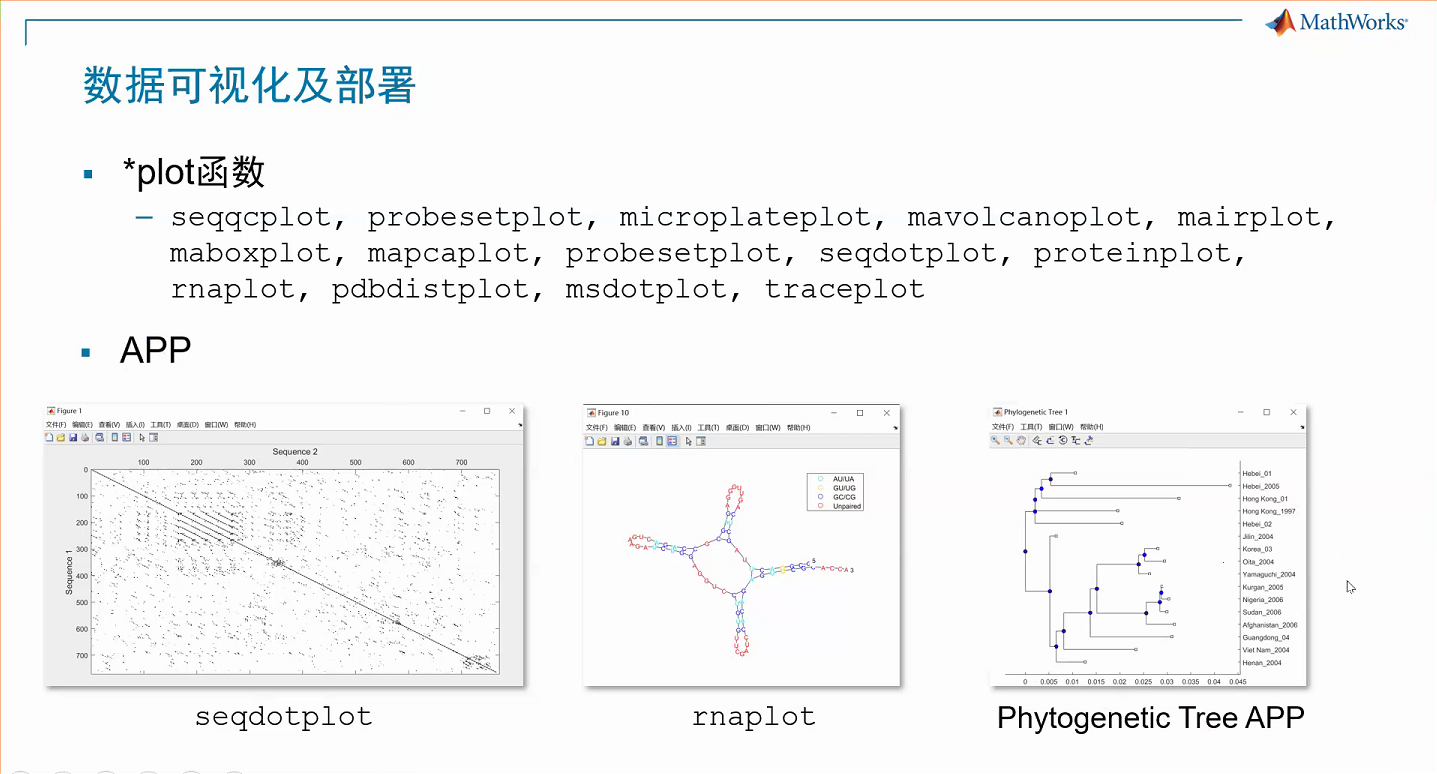 MathWorks®
数据可视化及部署
*plot函数
– seqqcplot, probesetplot, microplateplot, mavolcanoplot, mairplot,
maboxplot, mapcaplot, probesetplot, seqdotplot, proteinplot,
rnaplot, pdbdistplot, msdotplot, traceplot
APP
Figure 1
文件(F) 编辑(E) 查看(V) 插入(I) 工具(T) 桌面(D) 窗口(W) 帮助(H)
Sequence 2
100 200 300 400 500 600 700
0
100
200
300
400
500
600
700
Sequence 1
seqdotplot
Figure 10
文件(F) 编辑(E) 查看(V) 插入(I) 工具(T) 桌面(D) 窗口(W) 帮助(H)
AU/UA
GU/UG
GC/CG
Unpaired
rnaplot
Phylogenetic Tree 1
文件(F) 工具(T) 窗口(W) 帮助(H)
Hebei_01
Hebei_2005
Hong Kong_01
Hong Kong_1997
Hebei_02
Jilin_2004
Korea_03
Oita_2004
Yamaguchi_2004
Kurgan_2005
Nigeria_2006
Sudan_2006
Afghanistan_2006
Guangdong_04
Viet Nam_2004
Henan_2004
0 0.005 0.01 0.015 0.02 0.025 0.03 0.035 0.04 0.045
Phytogenetic Tree APP